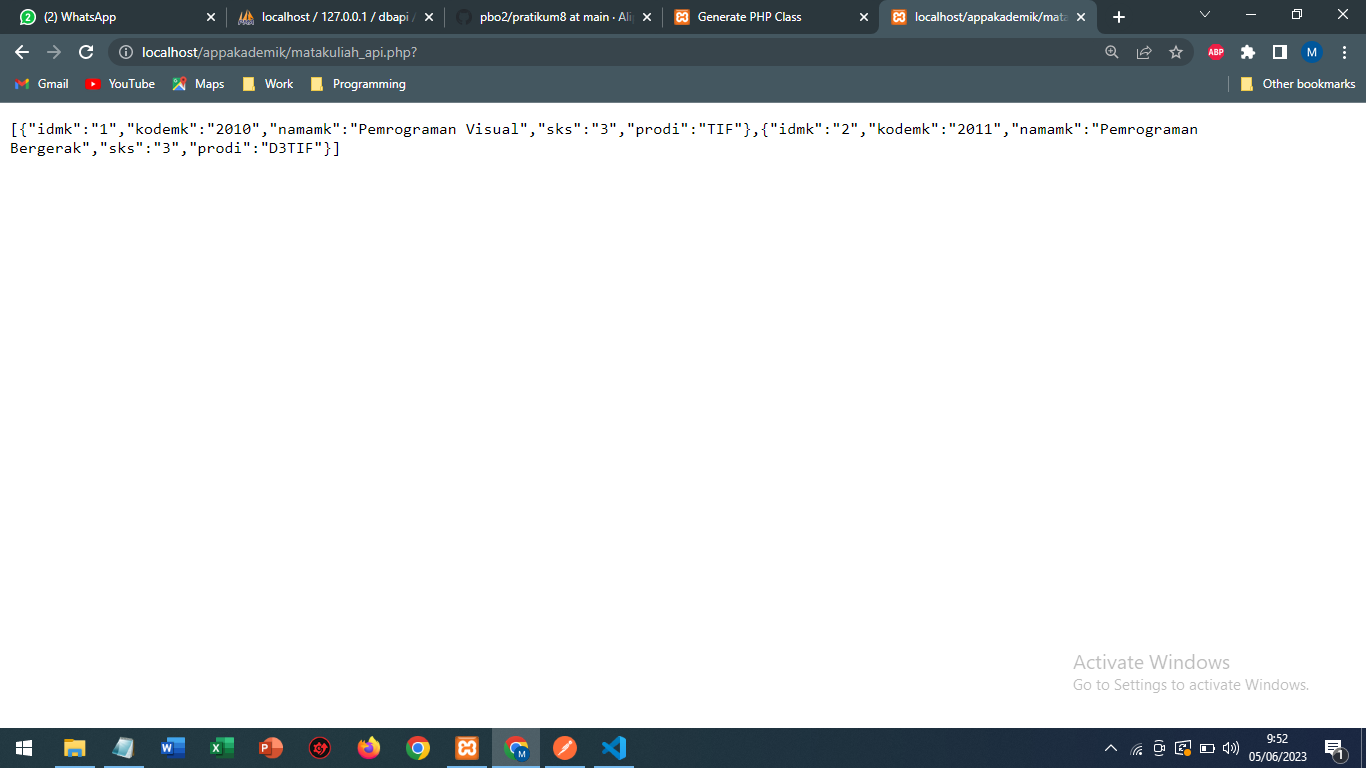 2
(2) WhatsApp
localhost / 127.0.0.1 / dbapi
pbo2/pratikum8 at main ·
Generate PHP Class
localhost/appakademik/mata
localhost/appakademik/matakuliah_api.php?
ABP
M
Gmail
YouTube
Maps
Work
Programming
Other bookmarks
[{"idmk":"1","kodemk":"2010","namamk":"Pemrograman Visual","sks":"3","prodi":"TIF"},{"idmk":"2","kodemk":"2011","namamk":"Pemrograman
Bergerak","sks":"3","prodi":"D3TIF"}]
Activate Windows
Go to Settings to activate Windows.
9:52
05/06/2023
1